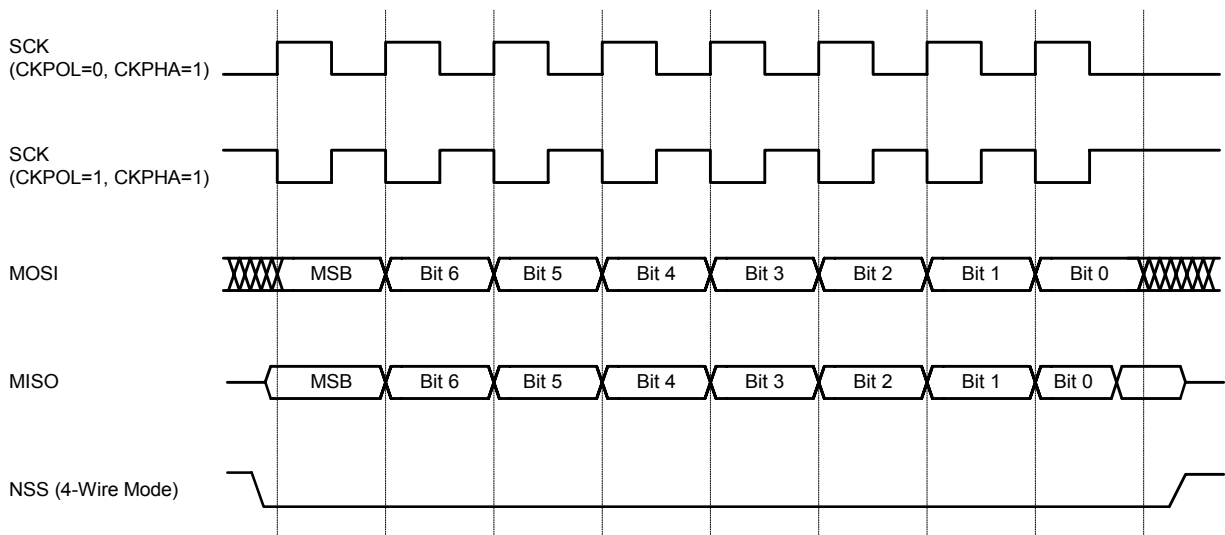 SCK
(CKPOL=0, CKPHA=1)
SCK
(CKPOL=1, CKPHA=1)
MOSI MSB Bit 6 Bit 5 Bit 4 Bit 3 Bit 2 Bit 1 Bit 0
MISO MSB Bit 6 Bit 5 Bit 4 Bit 3 Bit 2 Bit 1 Bit 0
NSS (4-Wire Mode)